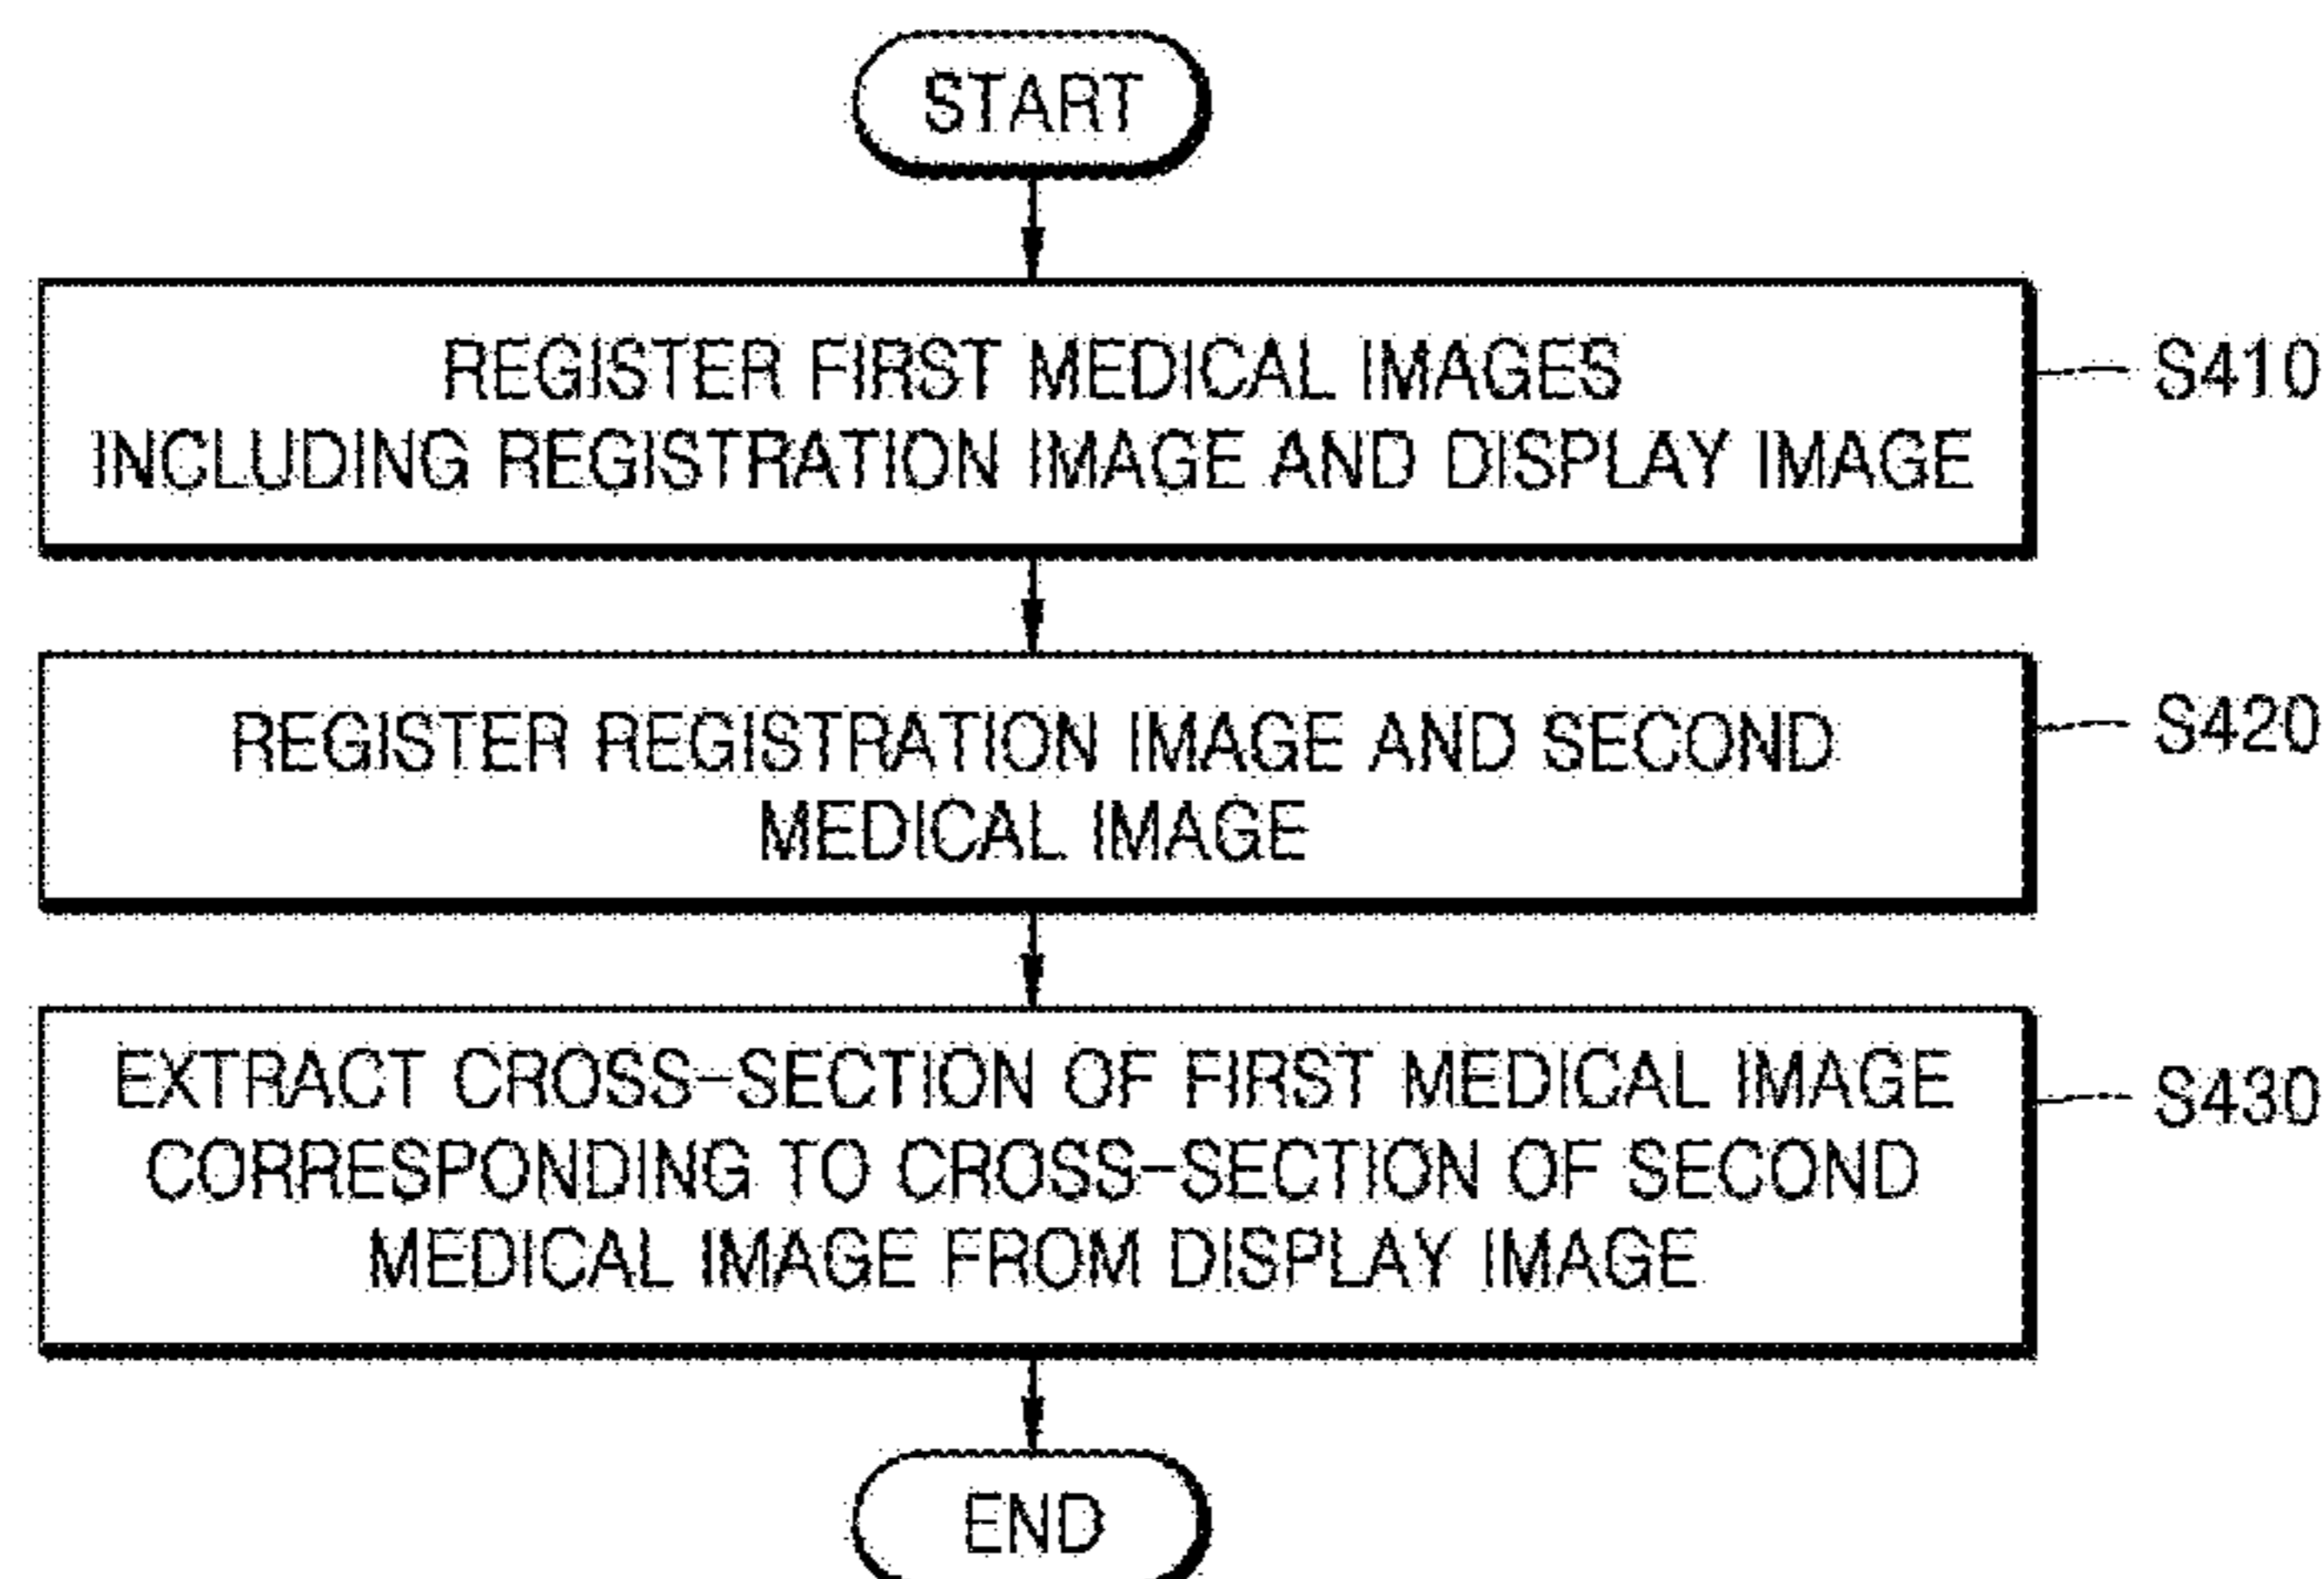 START
REGISTER FIRST MEDICAL IMAGES
INCLUDING REGISTRATION IMAGE AND DISPLAY IMAGE
S410
REGISTER REGISTRATION IMAGE AND SECOND
MEDICAL IMAGE
S420
EXTRACT CROSS-SECTION OF FIRST MEDICAL IMAGE
CORRESPONDING TO CROSS-SECTION OF SECOND
MEDICAL IMAGE FROM DISPLAY IMAGE
S430
END